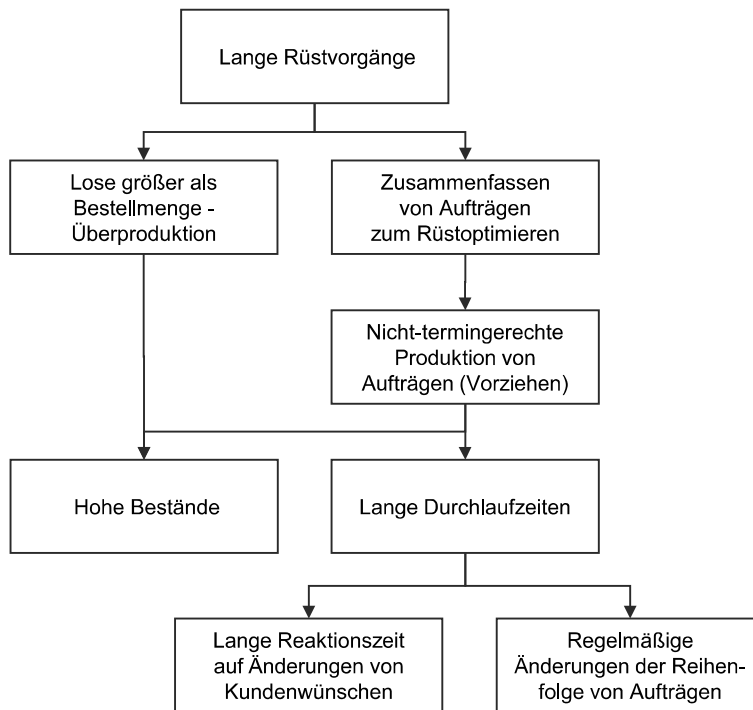 Lange Rüstvorgänge
Lose größer als
Bestellmenge -
Überproduktion
Zusammenfassen
von Aufträgen
zum Rüstoptimieren
Nicht-termingerechte
Produktion von
Aufträgen (Vorziehen)
Hohe Bestände
Lange Durchlaufzeiten
Lange Reaktionszeit
auf Änderungen von
Kundenwünschen
Regelmäßige
Änderungen der Reihen-
folge von Aufträgen